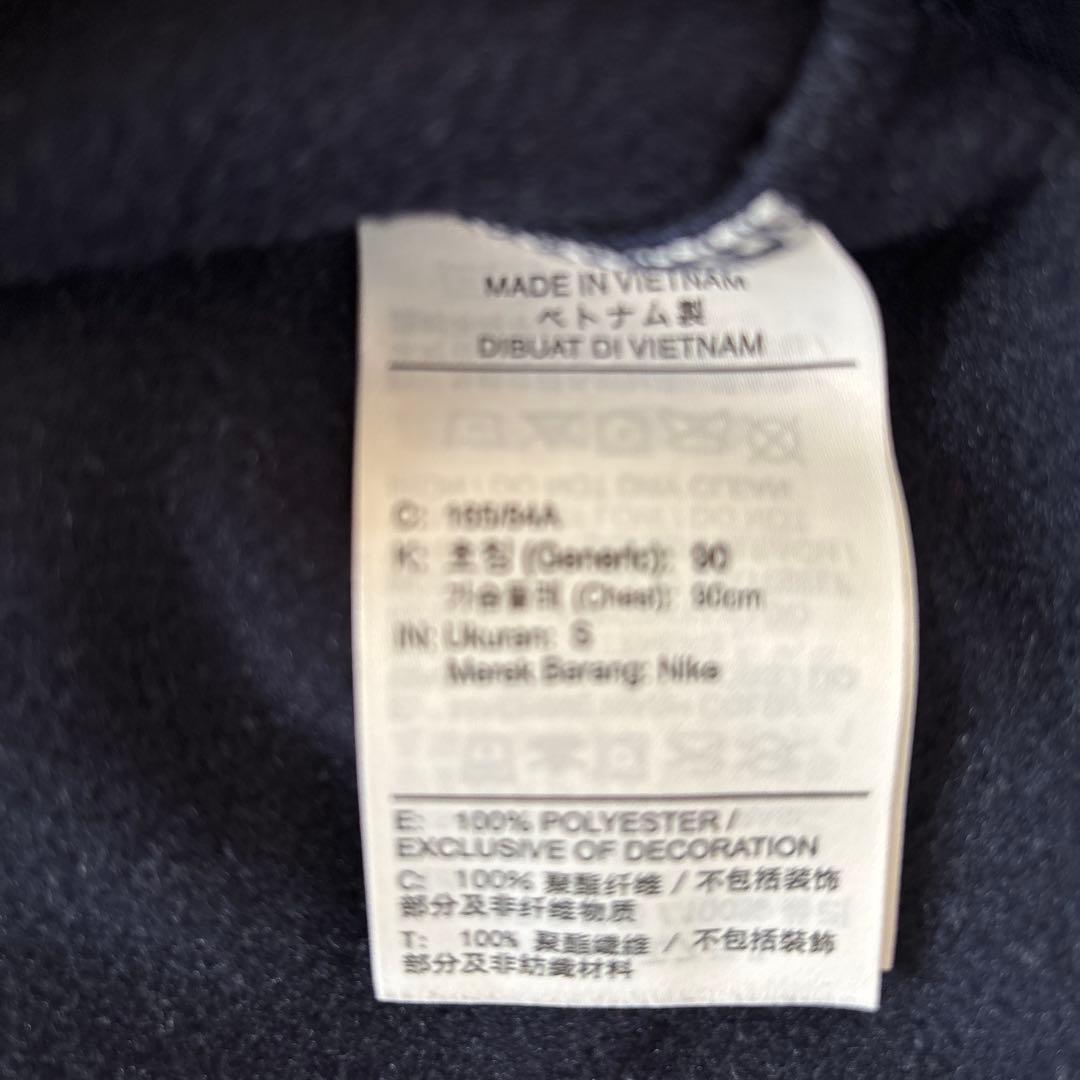 MADE IN VIETNAM
ベトナム製
DIBUAT DI VIETNAM
C: 165/84A
K: 호칭 (Generic): 90
가슴둘레 (Chest): 90cm
IN: Ukuran: S
Merek Barang: Nike
E: 100% POLYESTER /
EXCLUSIVE OF DECORATION
C: 100% 聚酯纤维 / 不包括装饰
部分及非纤维物质
T: 100% 聚酯纖維 / 不包括裝飾
部分及非紡織材料